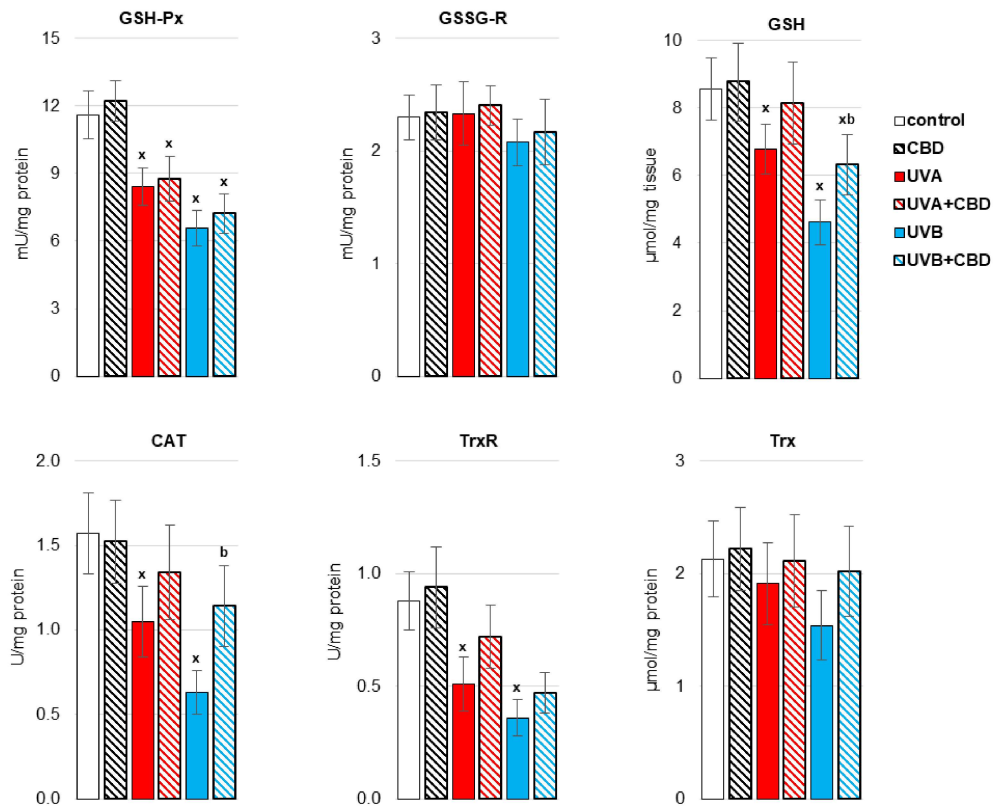 GSH-Px
15
12
9
6
3
0
mU/mg protein
x
x
x
x
GSSG-R
3
2
1
0
mU/mg protein
GSH
10
8
6
4
2
0
µmol/mg tissue
x
x
xb
control
CBD
UVA
UVA+CBD
UVB
UVB+CBD
CAT
2.0
1.5
1.0
0.5
0.0
U/mg protein
x
x
b
TrxR
1.5
1.0
0.5
0.0
U/mg protein
x
x
Trx
3
2
1
0
µmol/mg protein